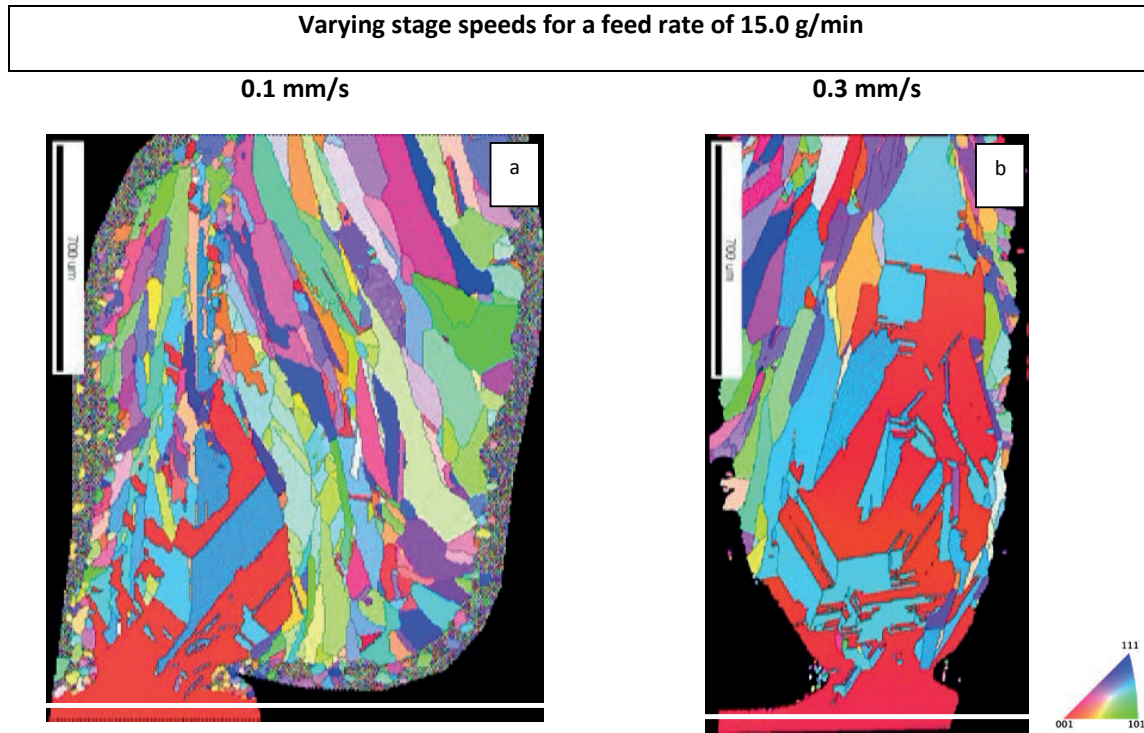 Varying stage speeds for a feed rate of 15.0 g/min
0.1 mm/s
0.3 mm/s
a
b
700 um
700 um
111
001
101